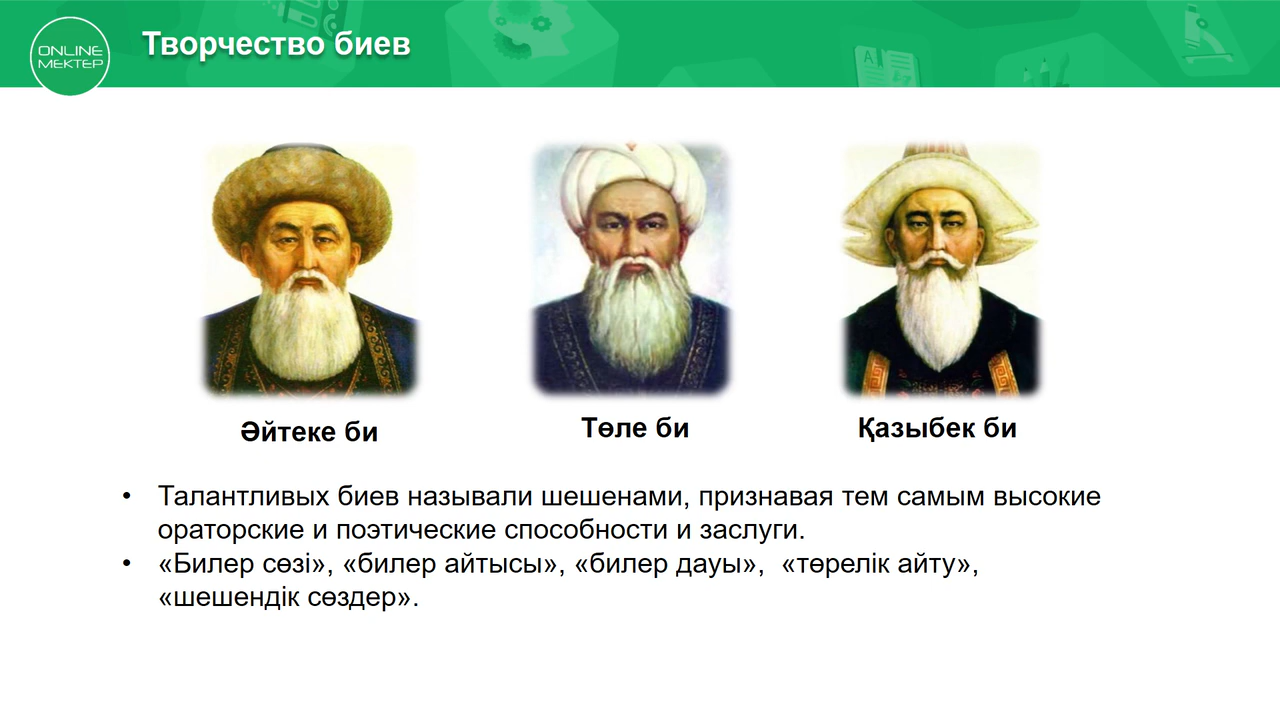 ONLINE
МЕКТЕР
Творчество биев
Әйтеке би
Төле би
Қазыбек би
• Талантливых биев называли шешенами, признавая тем самым высокие
ораторские и поэтические способности и заслуги.
• «Билер сөзі», «билер айтысы», «билер дауы», «төрелік айту»,
«шешендік сөздер».